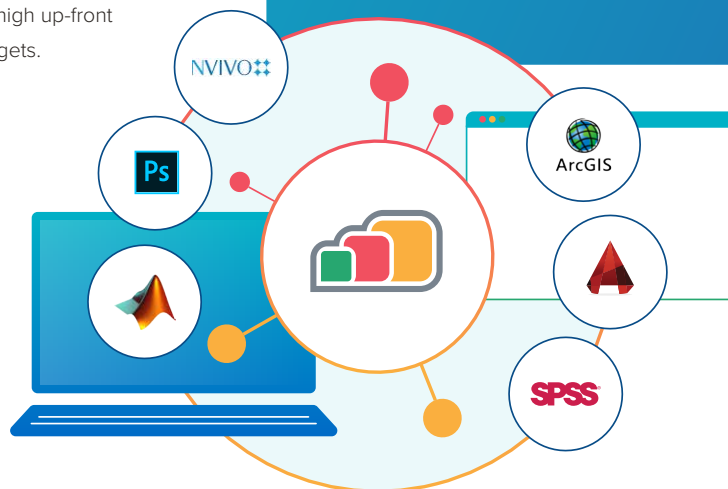 high up-front
gets.
NVIVO
Ps
ArcGIS
SPSS